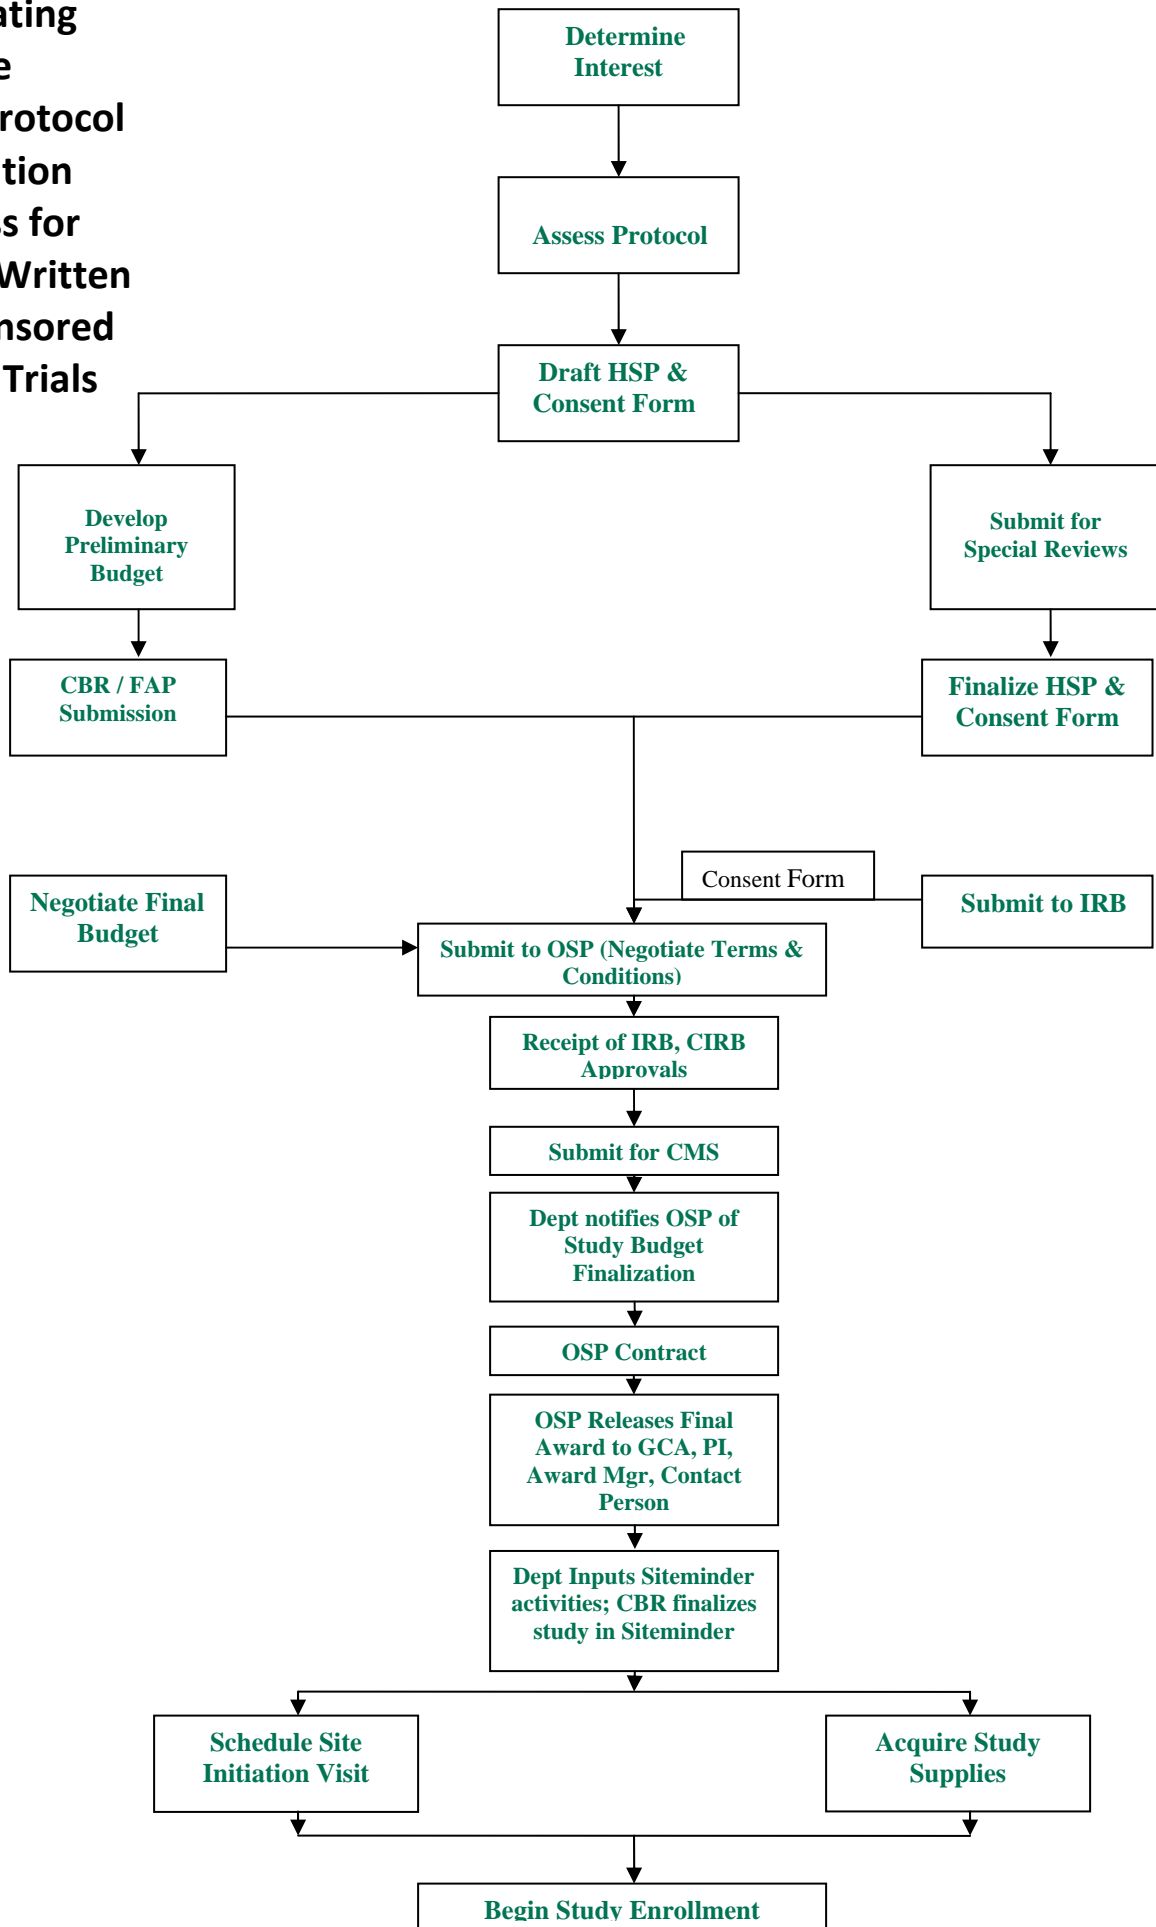 ating
e
rotocol
ition
ss for
Written
nsored
Trials
Determine
Interest
Assess Protocol
Draft HSP &
Consent Form
Develop
Preliminary
Budget
Submit for
Special Reviews
CBR / FAP
Submission
Finalize HSP &
Consent Form
Consent Form
Negotiate Final
Budget
Submit to IRB
Submit to OSP (Negotiate Terms &
Conditions)
Receipt of IRB, CIRB
Approvals
Submit for CMS
Dept notifies OSP of
Study Budget
Finalization
OSP Contract
OSP Releases Final
Award to GCA, PI,
Award Mgr, Contact
Person
Dept Inputs Siteminder
activities; CBR finalizes
study in Siteminder
Schedule Site
Initiation Visit
Acquire Study
Supplies
Begin Study Enrollment